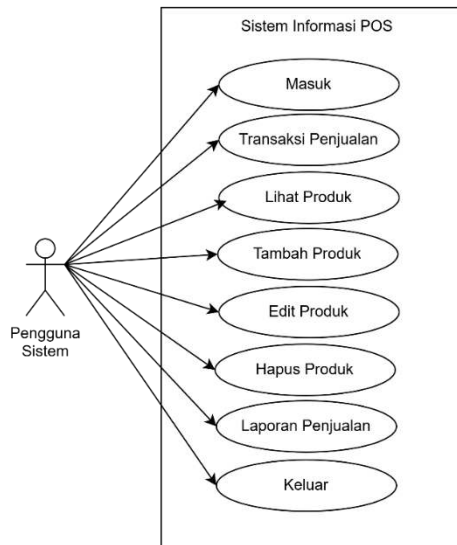 Sistem Informasi POS
Masuk
Transaksi Penjualan
Lihat Produk
Tambah Produk
Edit Produk
Hapus Produk
Laporan Penjualan
Keluar
Pengguna
Sistem